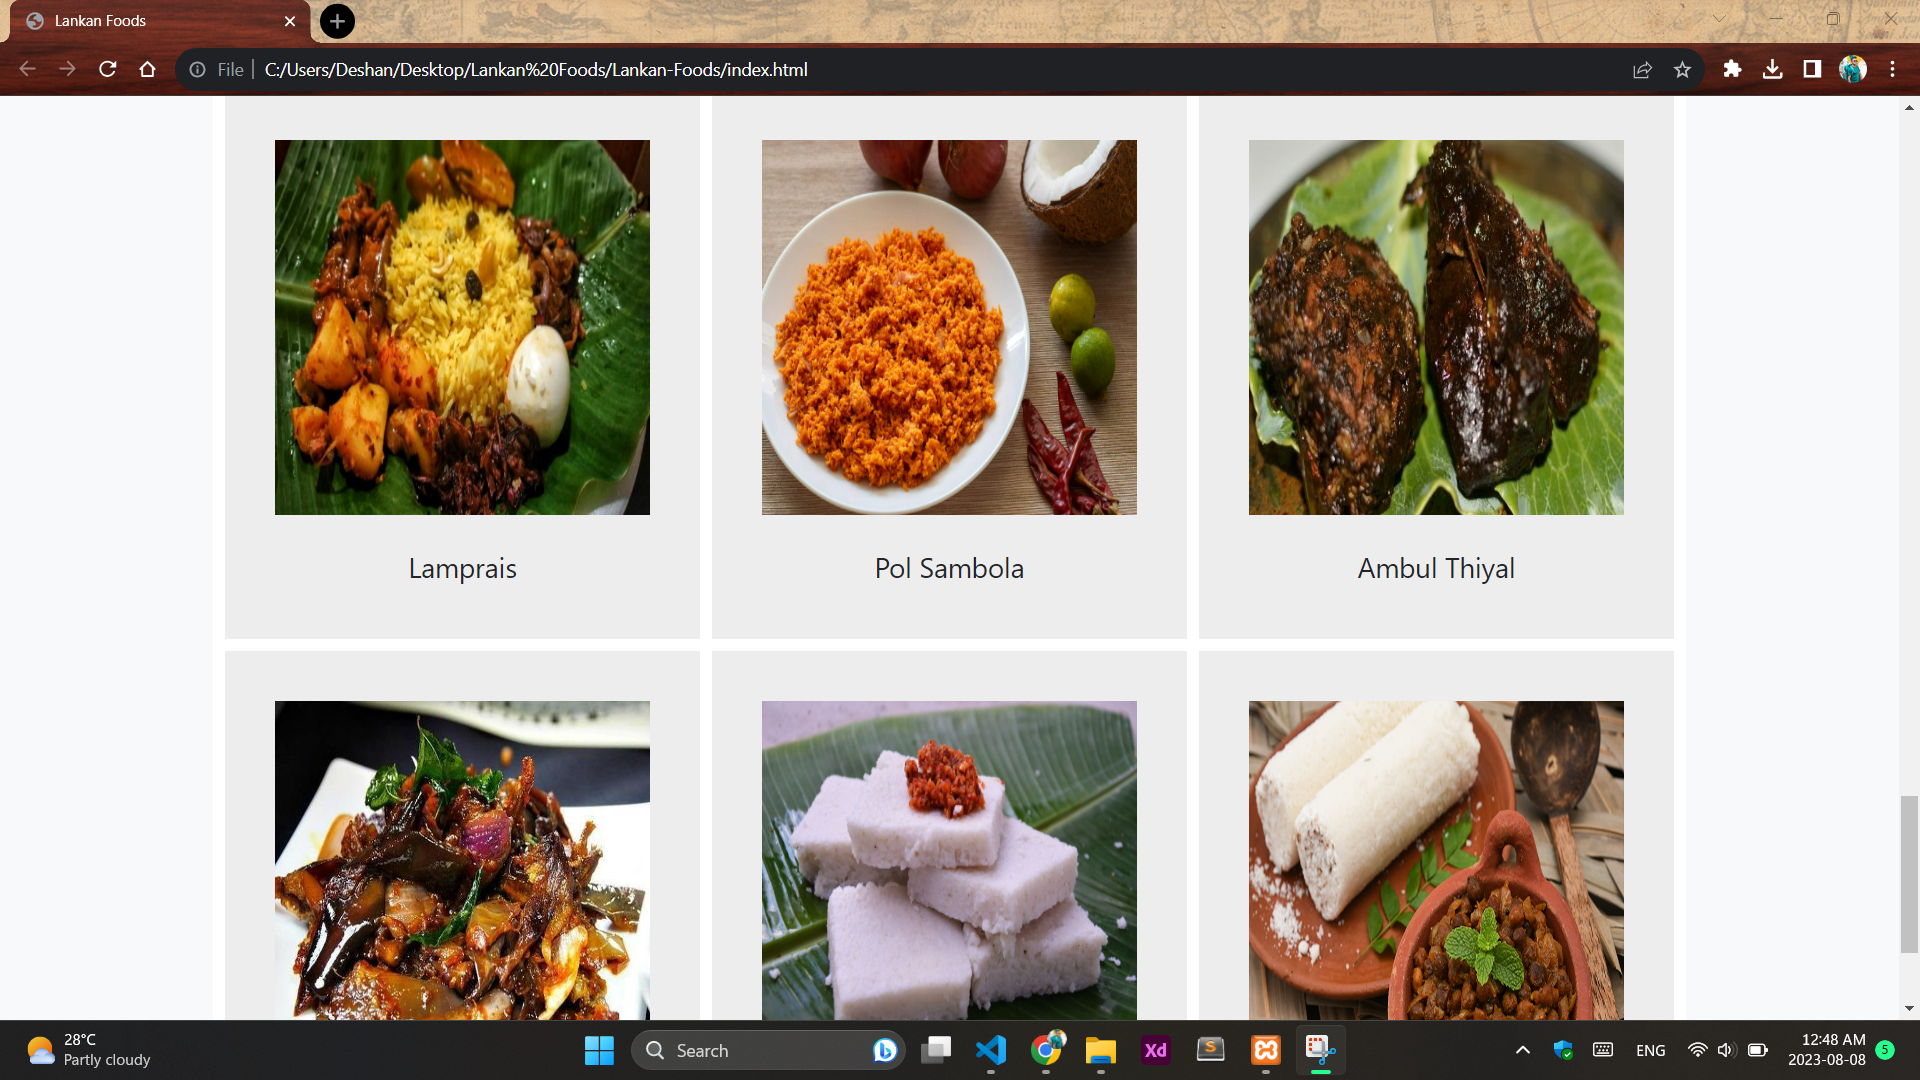 Lankan Foods
File
C:/Users/Deshan/Desktop/Lankan%20Foods/Lankan-Foods/index.html
Lamprais
Pol Sambola
Ambul Thiyal
28°C
Partly cloudy
Search
Xd
S
ENG
12:48 AM
2023-08-08
5